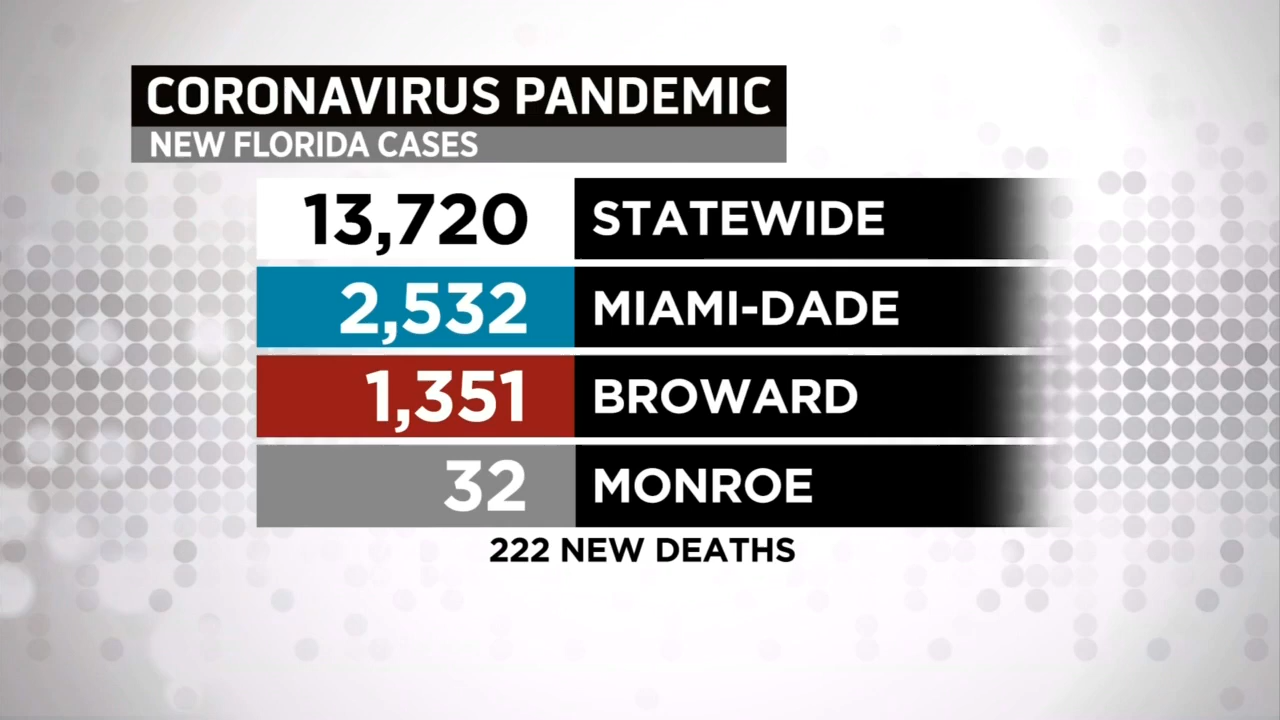 CORONAVIRUS PANDEMIC
NEW FLORIDA CASES
13,720 STATEWIDE
2,532 MIAMI-DADE
1,351 BROWARD
32 MONROE
222 NEW DEATHS